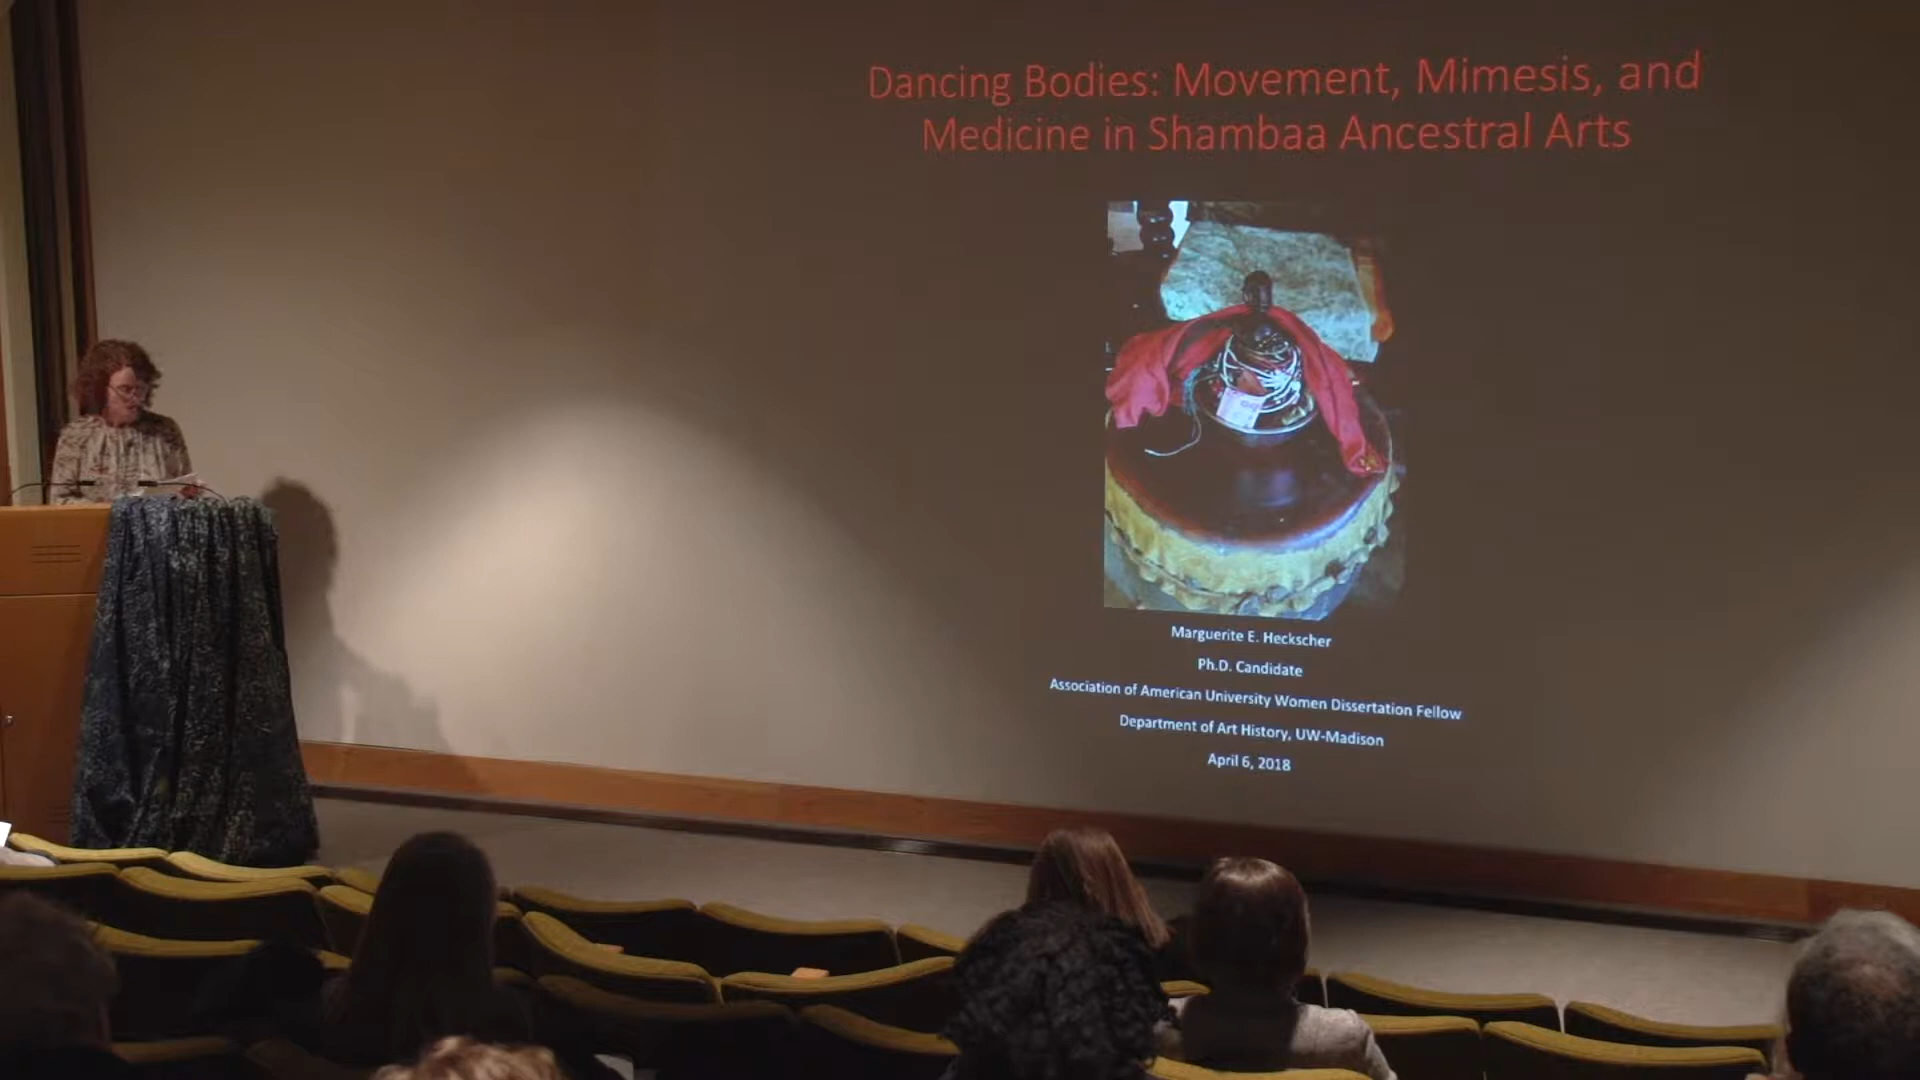 Dancing Bodies: Movement, Mimesis, and
Medicine in Shambaa Ancestral Arts
Marguerite E. Heckscher
Ph.D. Candidate
Association of American University Women Dissertation Fellow
Department of Art History, UW-Madison
April 6, 2018